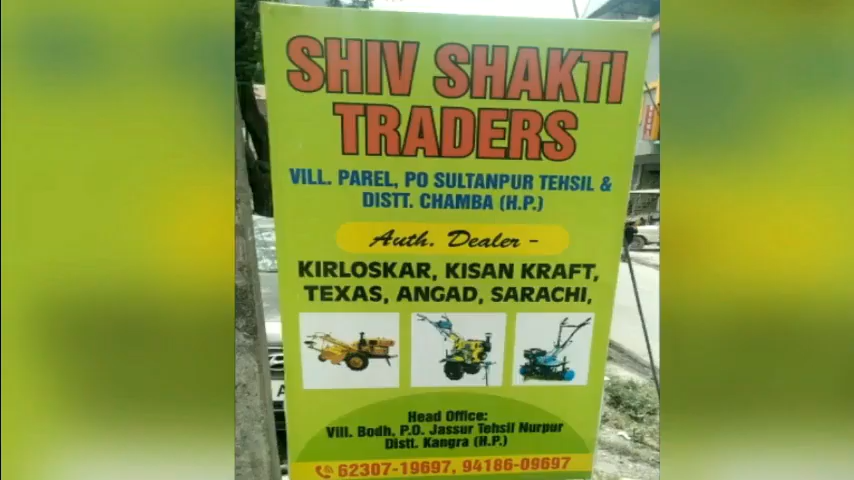 SHIV SHAKTI
TRADERS
VILL. PAREL, PO SULTANPUR TEHSIL &
DISTT. CHAMBA (H.P.)
Auth. Dealer -
KIRLOSKAR, KISAN KRAFT,
TEXAS, ANGAD, SARACHI,
Head Office:
Vill. Bodh, P.O. Jassur Tehsil Nurpur
Distt. Kangra (H.P.)
62307-19697, 94186-09697